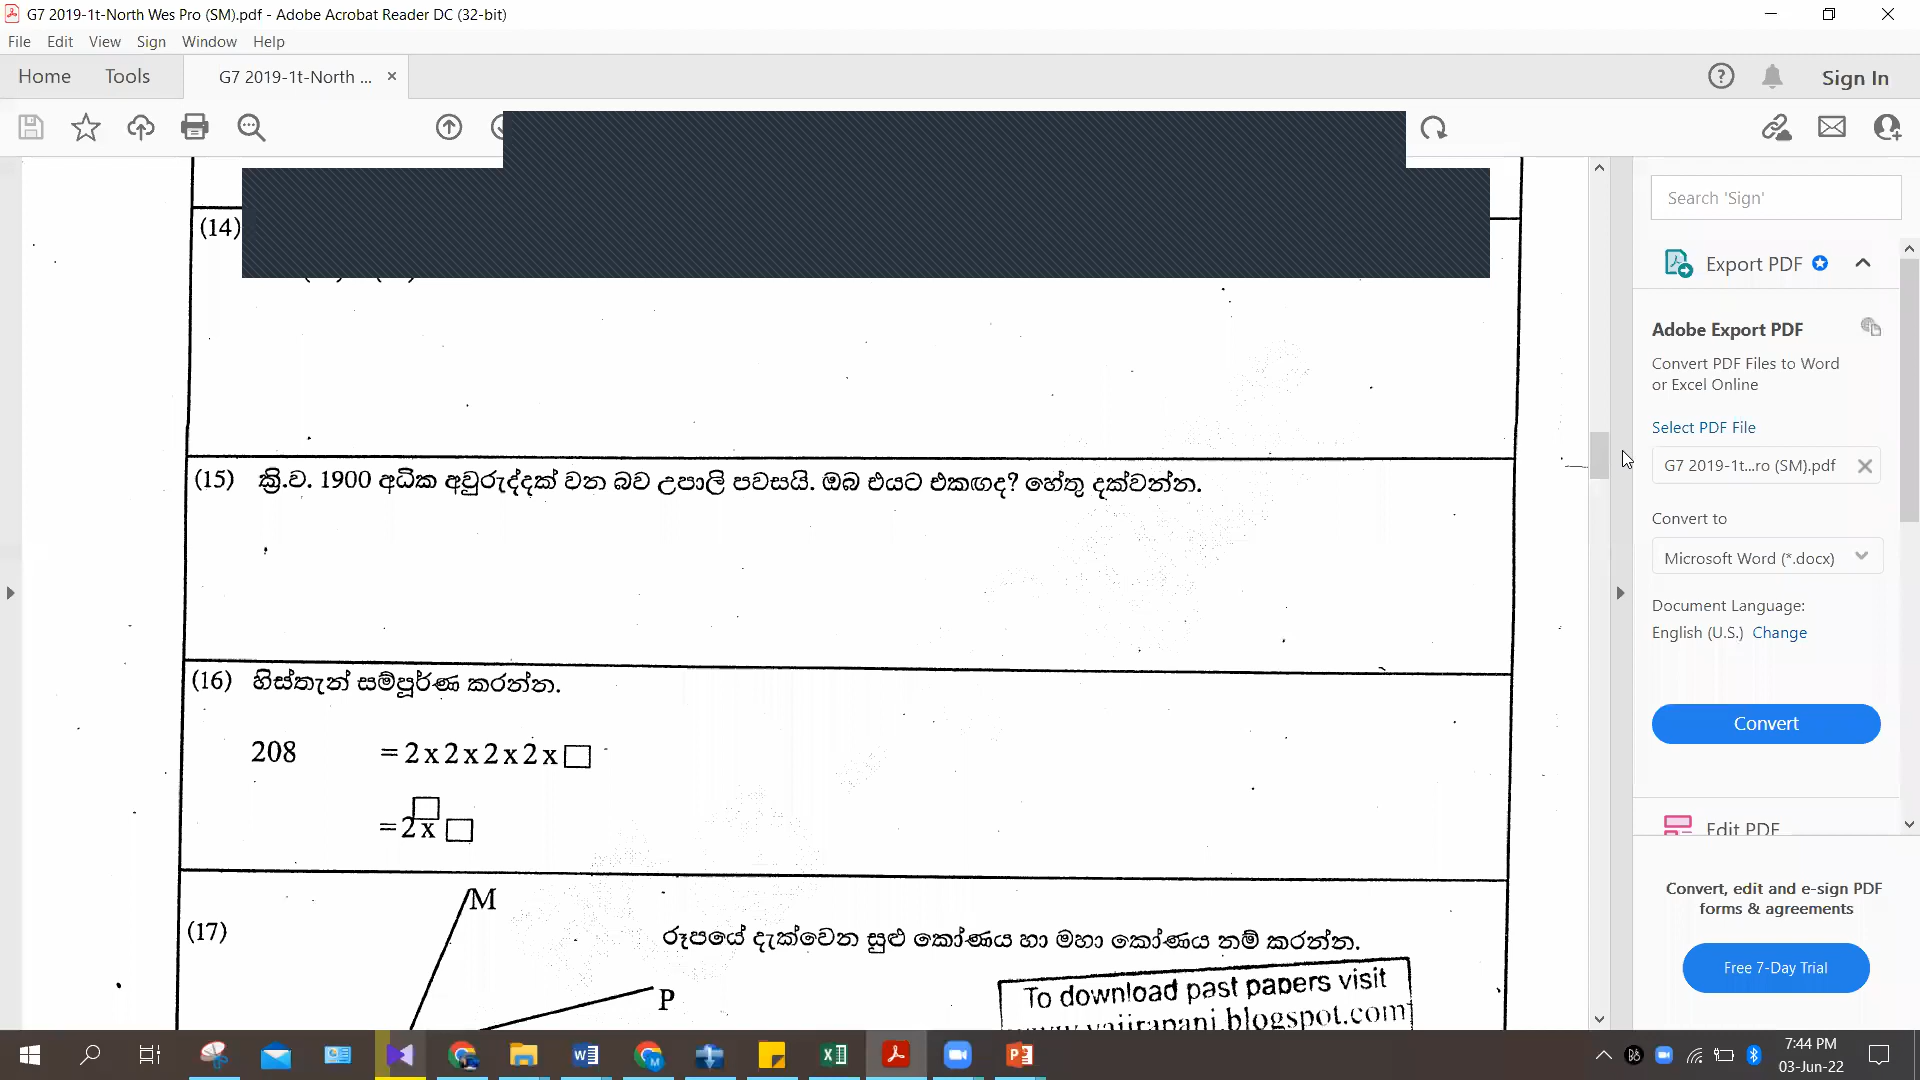 G7 2019-1t-North Wes Pro (SM).pdf - Adobe Acrobat Reader DC (32-bit)
File Edit View Sign Window Help
Home Tools G7 2019-1t-North ... ×
Sign In
(14)
(15) ක්‍රි.ව. 1900 අධික අවුරුද්දක් වන බව උපාලි පවසයි. ඔබ එයට එකඟද? හේතු දක්වන්න.
(16) හිස්තැන් සම්පූර්ණ කරන්න.
208 = 2 x 2 x 2 x 2 x □
= 2 □ x □
(17) M
රූපයේ දැක්වෙන සුළු කෝණය හා මහා කෝණය නම් කරන්න.
P
To download past papers visit
www.vajirapani.blogspot.com
Search 'Sign'
Export PDF
Adobe Export PDF
Convert PDF Files to Word
or Excel Online
Select PDF File
G7 2019-1t...ro (SM).pdf
Convert to
Microsoft Word (*.docx)
Document Language:
English (U.S.) Change
Convert
Edit PDF
Convert, edit and e-sign PDF
forms & agreements
Free 7-Day Trial
7:44 PM
03-Jun-22